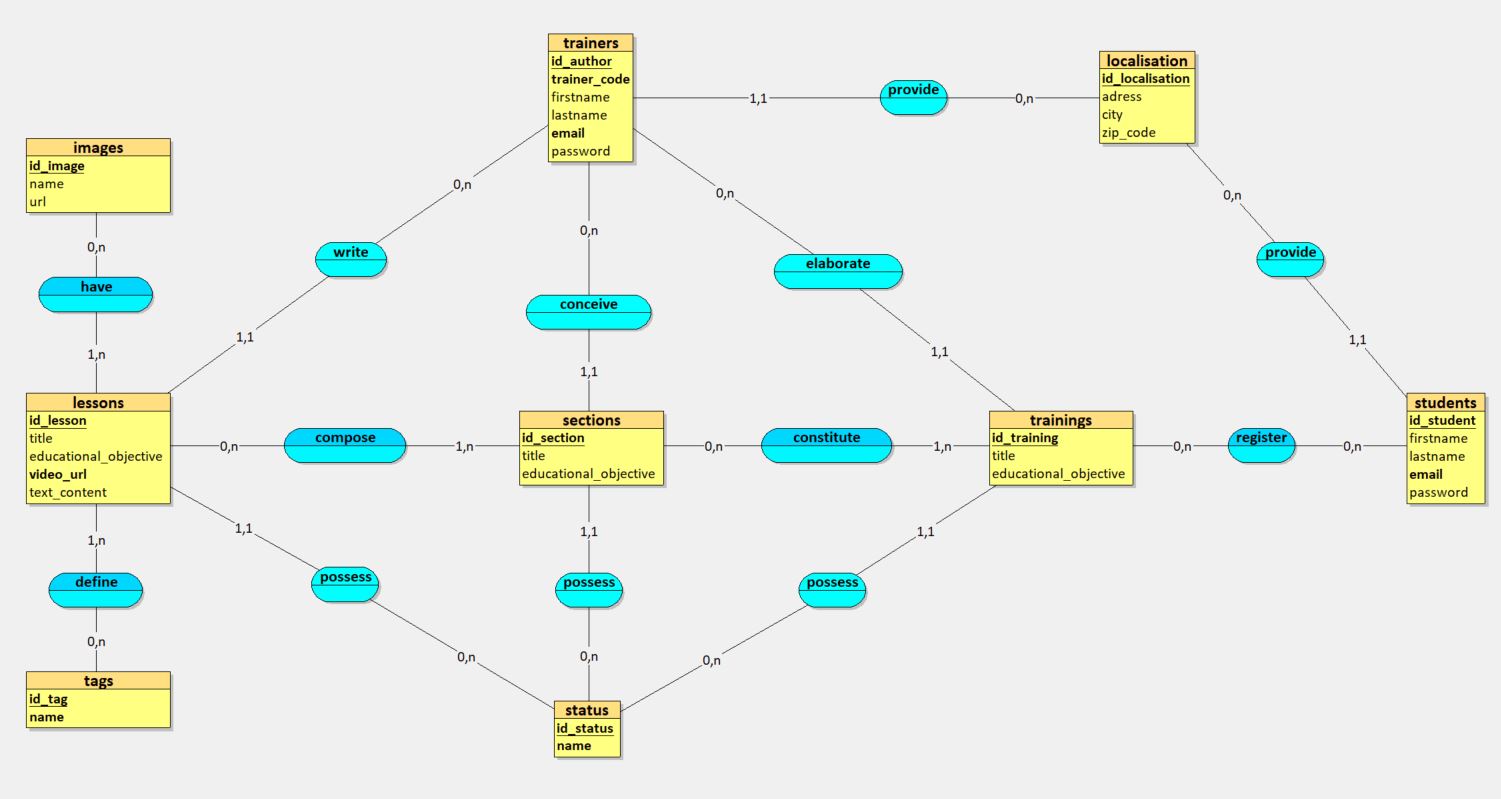 trainers
id_author
trainer_code
firstname
lastname
email
password
1,1
provide
0,n
localisation
id_localisation
adress
city
zip_code
images
id_image
name
url
0,n
have
1,n
0,n
write
1,1
0,n
conceive
1,1
0,n
elaborate
1,1
0,n
provide
1,1
lessons
id_lesson
title
educational_objective
video_url
text_content
0,n
compose
1,n
sections
id_section
title
educational_objective
0,n
constitute
1,n
trainings
id_training
title
educational_objective
0,n
register
0,n
students
id_student
firstname
lastname
email
password
1,n
define
0,n
1,1
possess
0,n
1,1
possess
0,n
1,1
possess
0,n
tags
id_tag
name
status
id_status
name